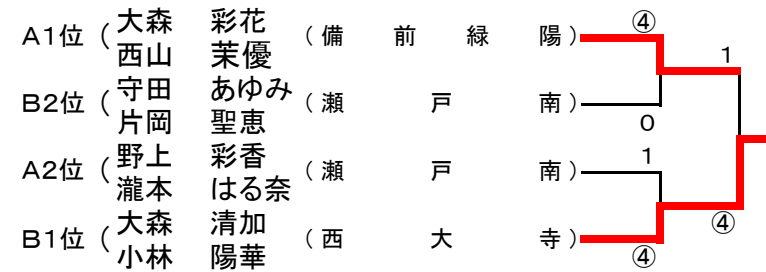 ④
A1位 ( 大森 彩花 西山 茉優 ( 備 前 緑 陽 )
1
B2位 ( 守田 あゆみ 片岡 聖恵 ( 瀬 戸 南 )
0
1
A2位 ( 野上 彩香 瀧本 はる奈 ( 瀬 戸 南 )
④
B1位 ( 大森 清加 小林 陽華 ( 西 大 寺 )
④